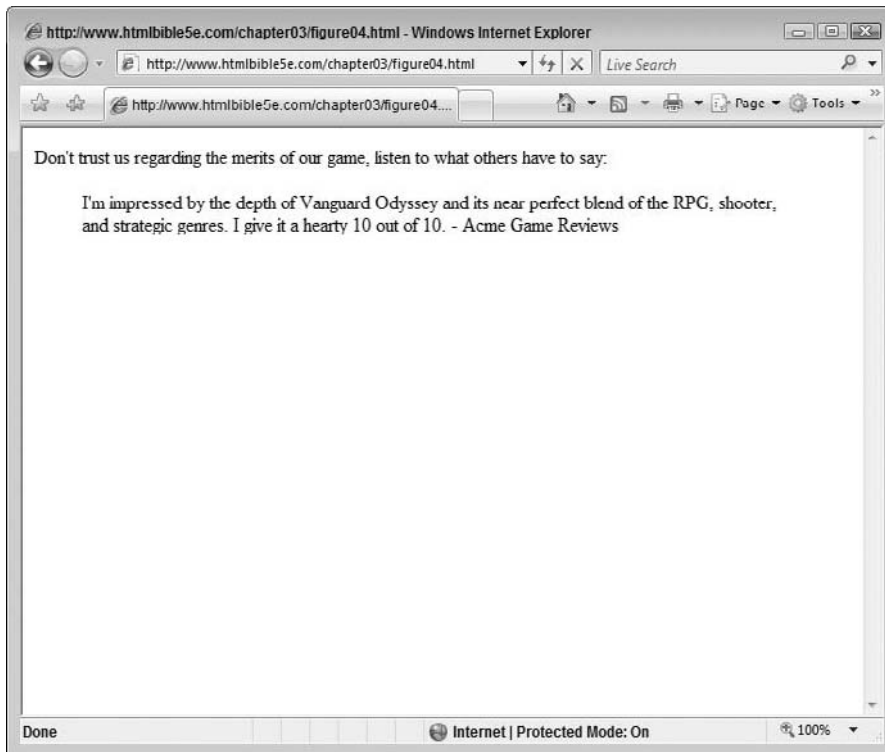 http://www.htmlbible5e.com/chapter03/figure04.html - Windows Internet Explorer
http://www.htmlbible5e.com/chapter03/figure04.html Live Search
http://www.htmlbible5e.com/chapter03/figure04.... Page Tools
Don't trust us regarding the merits of our game, listen to what others have to say:
I'm impressed by the depth of Vanguard Odyssey and its near perfect blend of the RPG, shooter,
and strategic genres. I give it a hearty 10 out of 10. - Acme Game Reviews
Done Internet | Protected Mode: On 100%